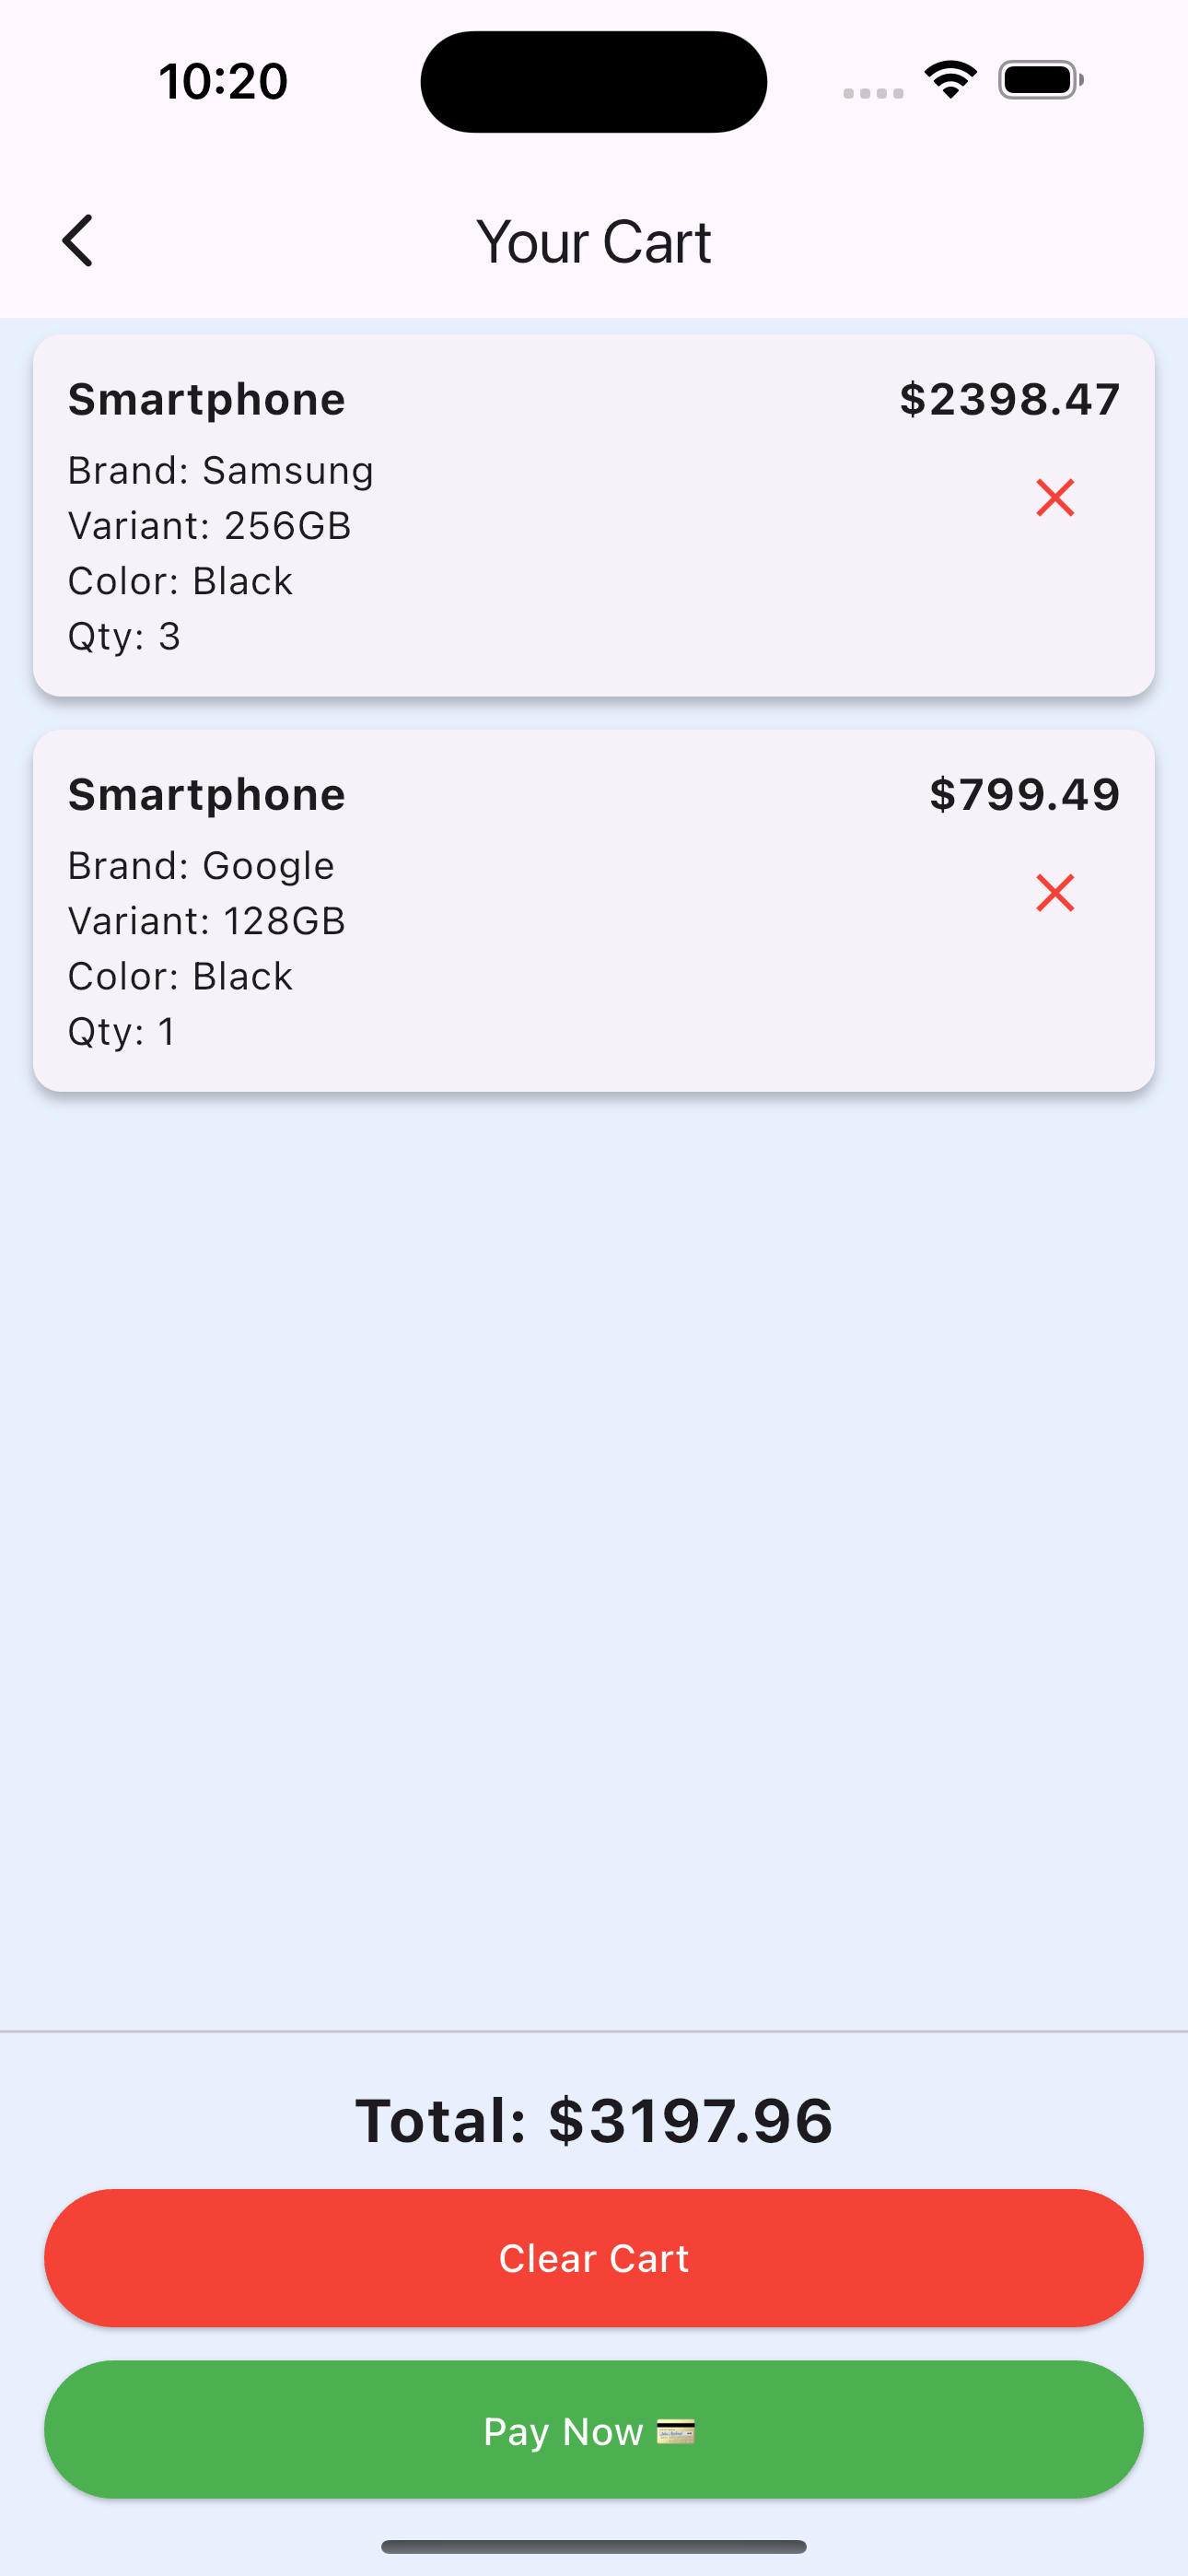 10:20
Your Cart
Smartphone $2398.47
Brand: Samsung
Variant: 256GB
Color: Black
Qty: 3
Smartphone $799.49
Brand: Google
Variant: 128GB
Color: Black
Qty: 1
Total: $3197.96
Clear Cart
Pay Now 💳